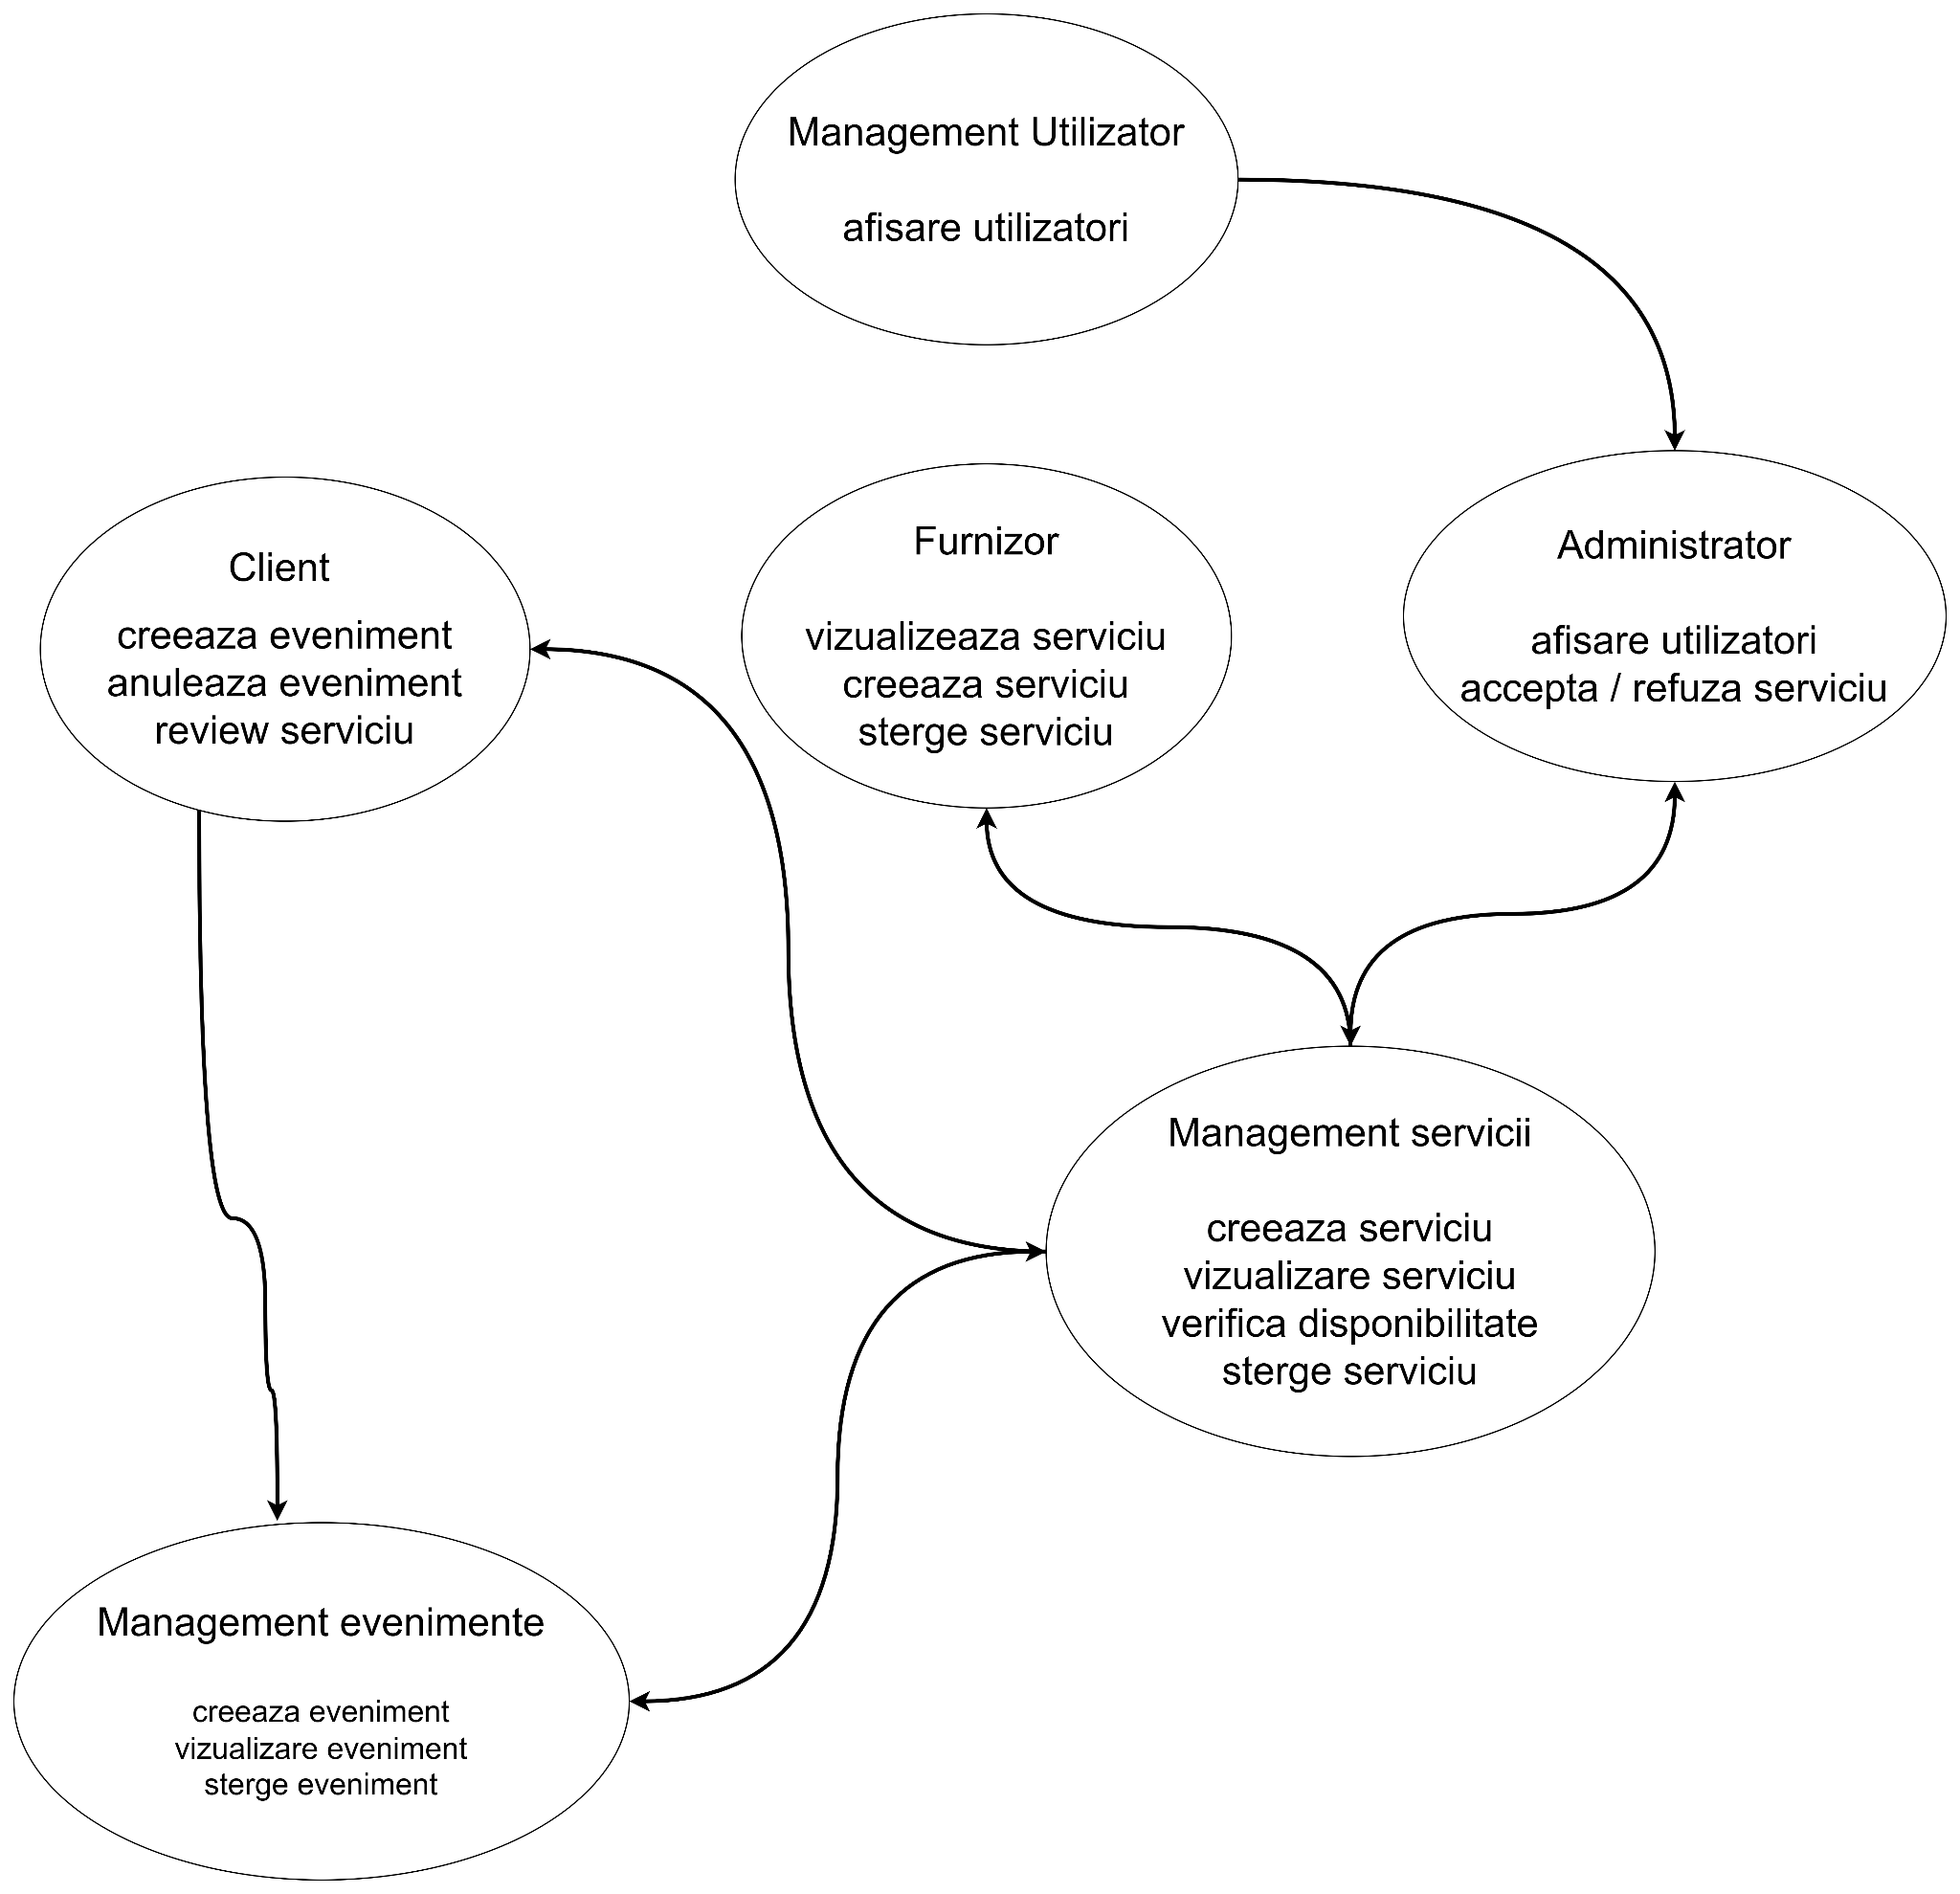 Management Utilizator
afisare utilizatori
Client
creeaza eveniment
anuleaza eveniment
review serviciu
Furnizor
vizualizeaza serviciu
creeaza serviciu
sterge serviciu
Administrator
afisare utilizatori
accepta / refuza serviciu
Management servicii
creeaza serviciu
vizualizare serviciu
verifica disponibilitate
sterge serviciu
Management evenimente
creeaza eveniment
vizualizare eveniment
sterge eveniment